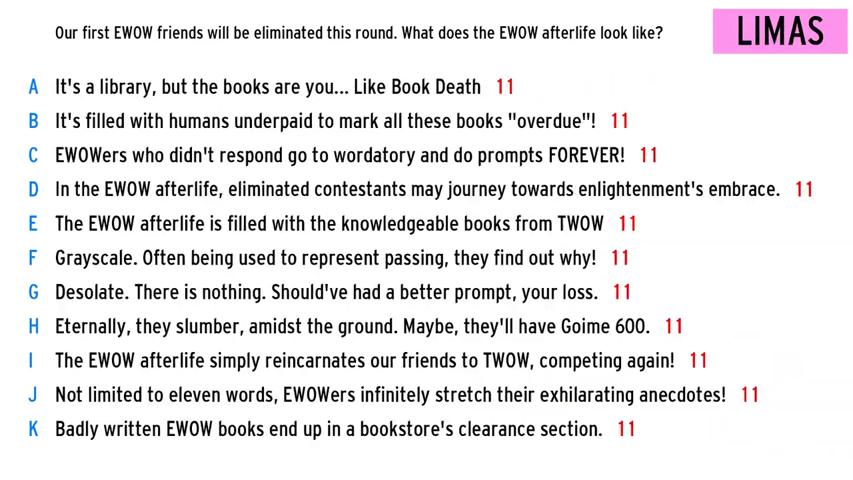 Our first EWOW friends will be eliminated this round. What does the EWOW afterlife look like?
LIMAS
A It's a library, but the books are you... Like Book Death 11
B It's filled with humans underpaid to mark all these books "overdue"! 11
C EWOWers who didn't respond go to wordatory and do prompts FOREVER! 11
D In the EWOW afterlife, eliminated contestants may journey towards enlightenment's embrace. 11
E The EWOW afterlife is filled with the knowledgeable books from TWOW 11
F Grayscale. Often being used to represent passing, they find out why! 11
G Desolate. There is nothing. Should've had a better prompt, your loss. 11
H Eternally, they slumber, amidst the ground. Maybe, they'll have Goime 600. 11
I The EWOW afterlife simply reincarnates our friends to TWOW, competing again! 11
J Not limited to eleven words, EWOWers infinitely stretch their exhilarating anecdotes! 11
K Badly written EWOW books end up in a bookstore's clearance section. 11